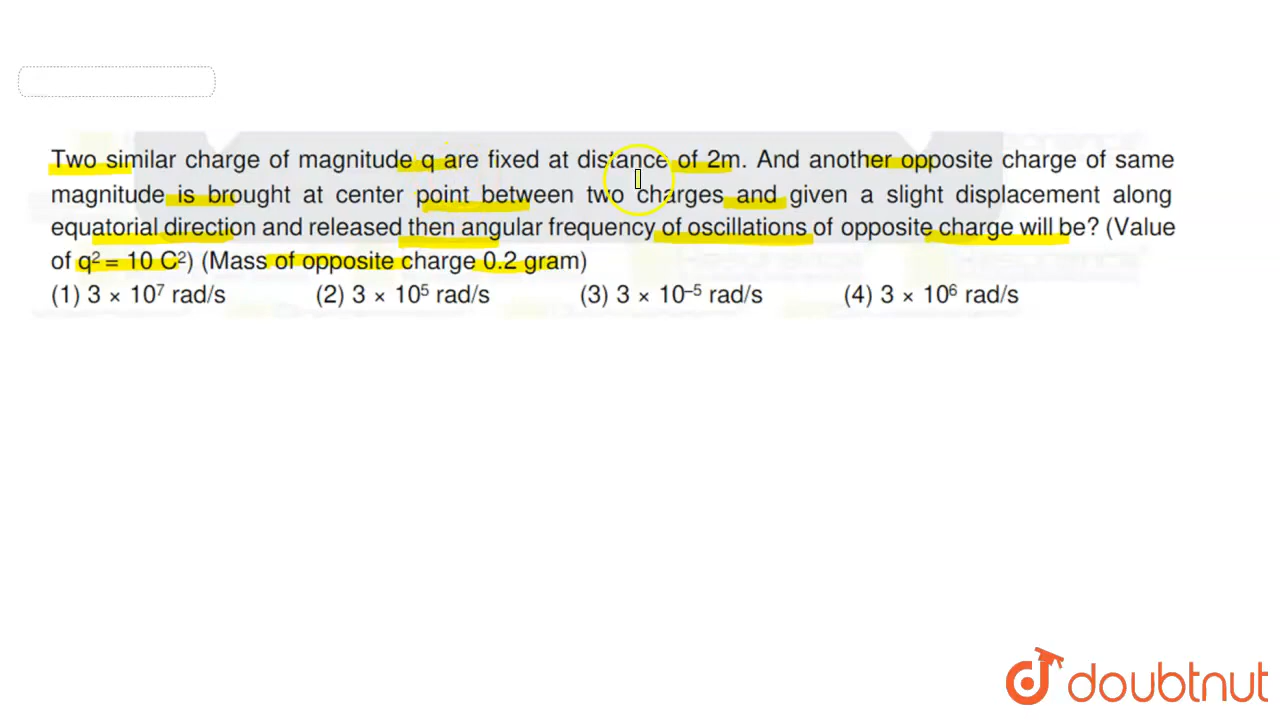 Two similar charge of magnitude q are fixed at distance of 2m. And another opposite charge of same
magnitude is brought at center point between two charges and given a slight displacement along
equatorial direction and released then angular frequency of oscillations of opposite charge will be? (Value
of q² = 10 C²) (Mass of opposite charge 0.2 gram)
(1) 3 × 10⁷ rad/s (2) 3 × 10⁵ rad/s (3) 3 × 10⁻⁵ rad/s (4) 3 × 10⁶ rad/s
doubtnut